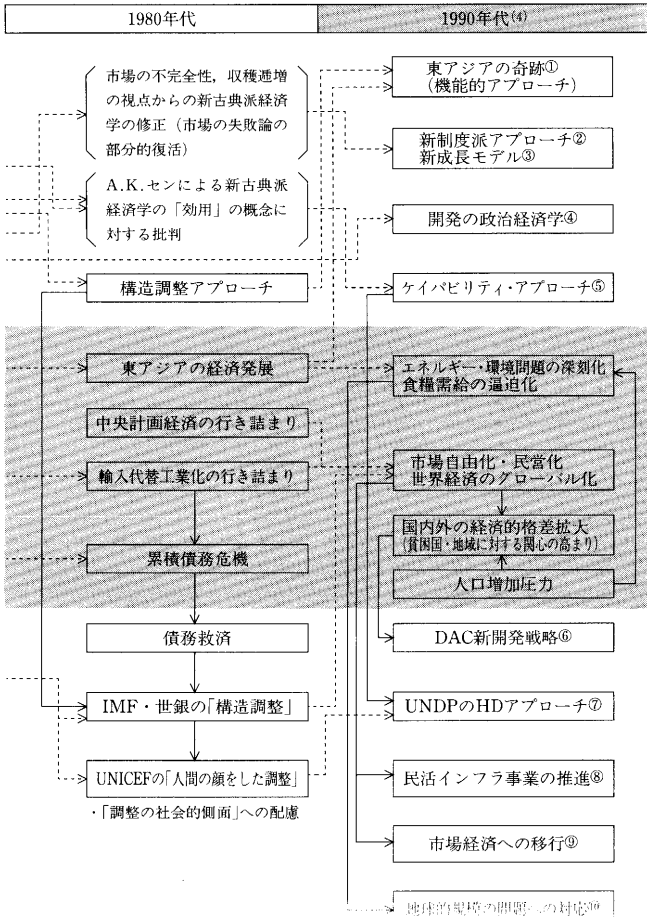 1980年代
1990年代(4)
市場の不完全性，収穫逓増
の視点からの新古典派経済
学の修正（市場の失敗論の
部分的復活）
A.K.センによる新古典派
経済学の「効用」の概念に
対する批判
構造調整アプローチ
東アジアの経済発展
中央計画経済の行き詰まり
輸入代替工業化の行き詰まり
累積債務危機
債務救済
IMF・世銀の「構造調整」
UNICEFの「人間の顔をした調整」
・「調整の社会的側面」への配慮
東アジアの奇跡①
（機能的アプローチ）
新制度派アプローチ②
新成長モデル③
開発の政治経済学④
ケイパビリティ・アプローチ⑤
エネルギー・環境問題の深刻化
食糧需給の逼迫化
市場自由化・民営化
世界経済のグローバル化
国内外の経済的格差拡大
(貧困国・地域に対する関心の高まり)
人口増加圧力
DAC新開発戦略⑥
UNDPのHDアプローチ⑦
民活インフラ事業の推進⑧
市場経済への移行⑨
地球的規模の問題への対応⑩